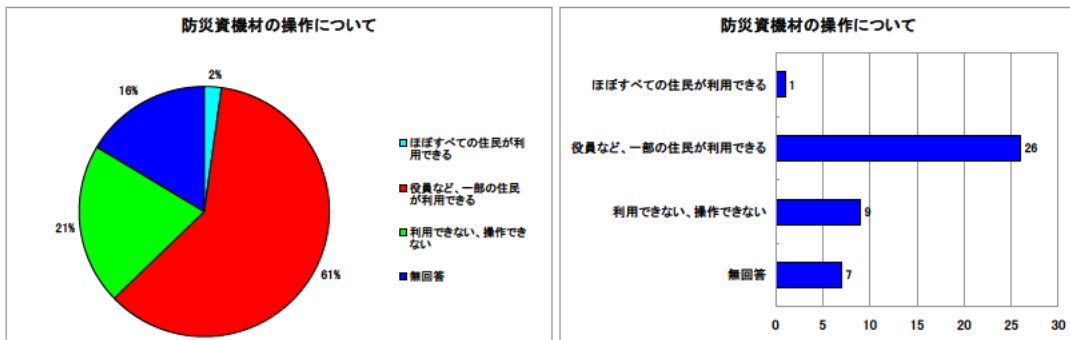 防災資機材の操作について
2%
16%
21%
61%
ほぼすべての住民が利
用できる
役員など、一部の住民
が利用できる
利用できない、操作でき
ない
無回答
防災資機材の操作について
ほぼすべての住民が利用できる
1
役員など、一部の住民が利用できる
26
利用できない、操作できない
9
無回答
7
0 5 10 15 20 25 30